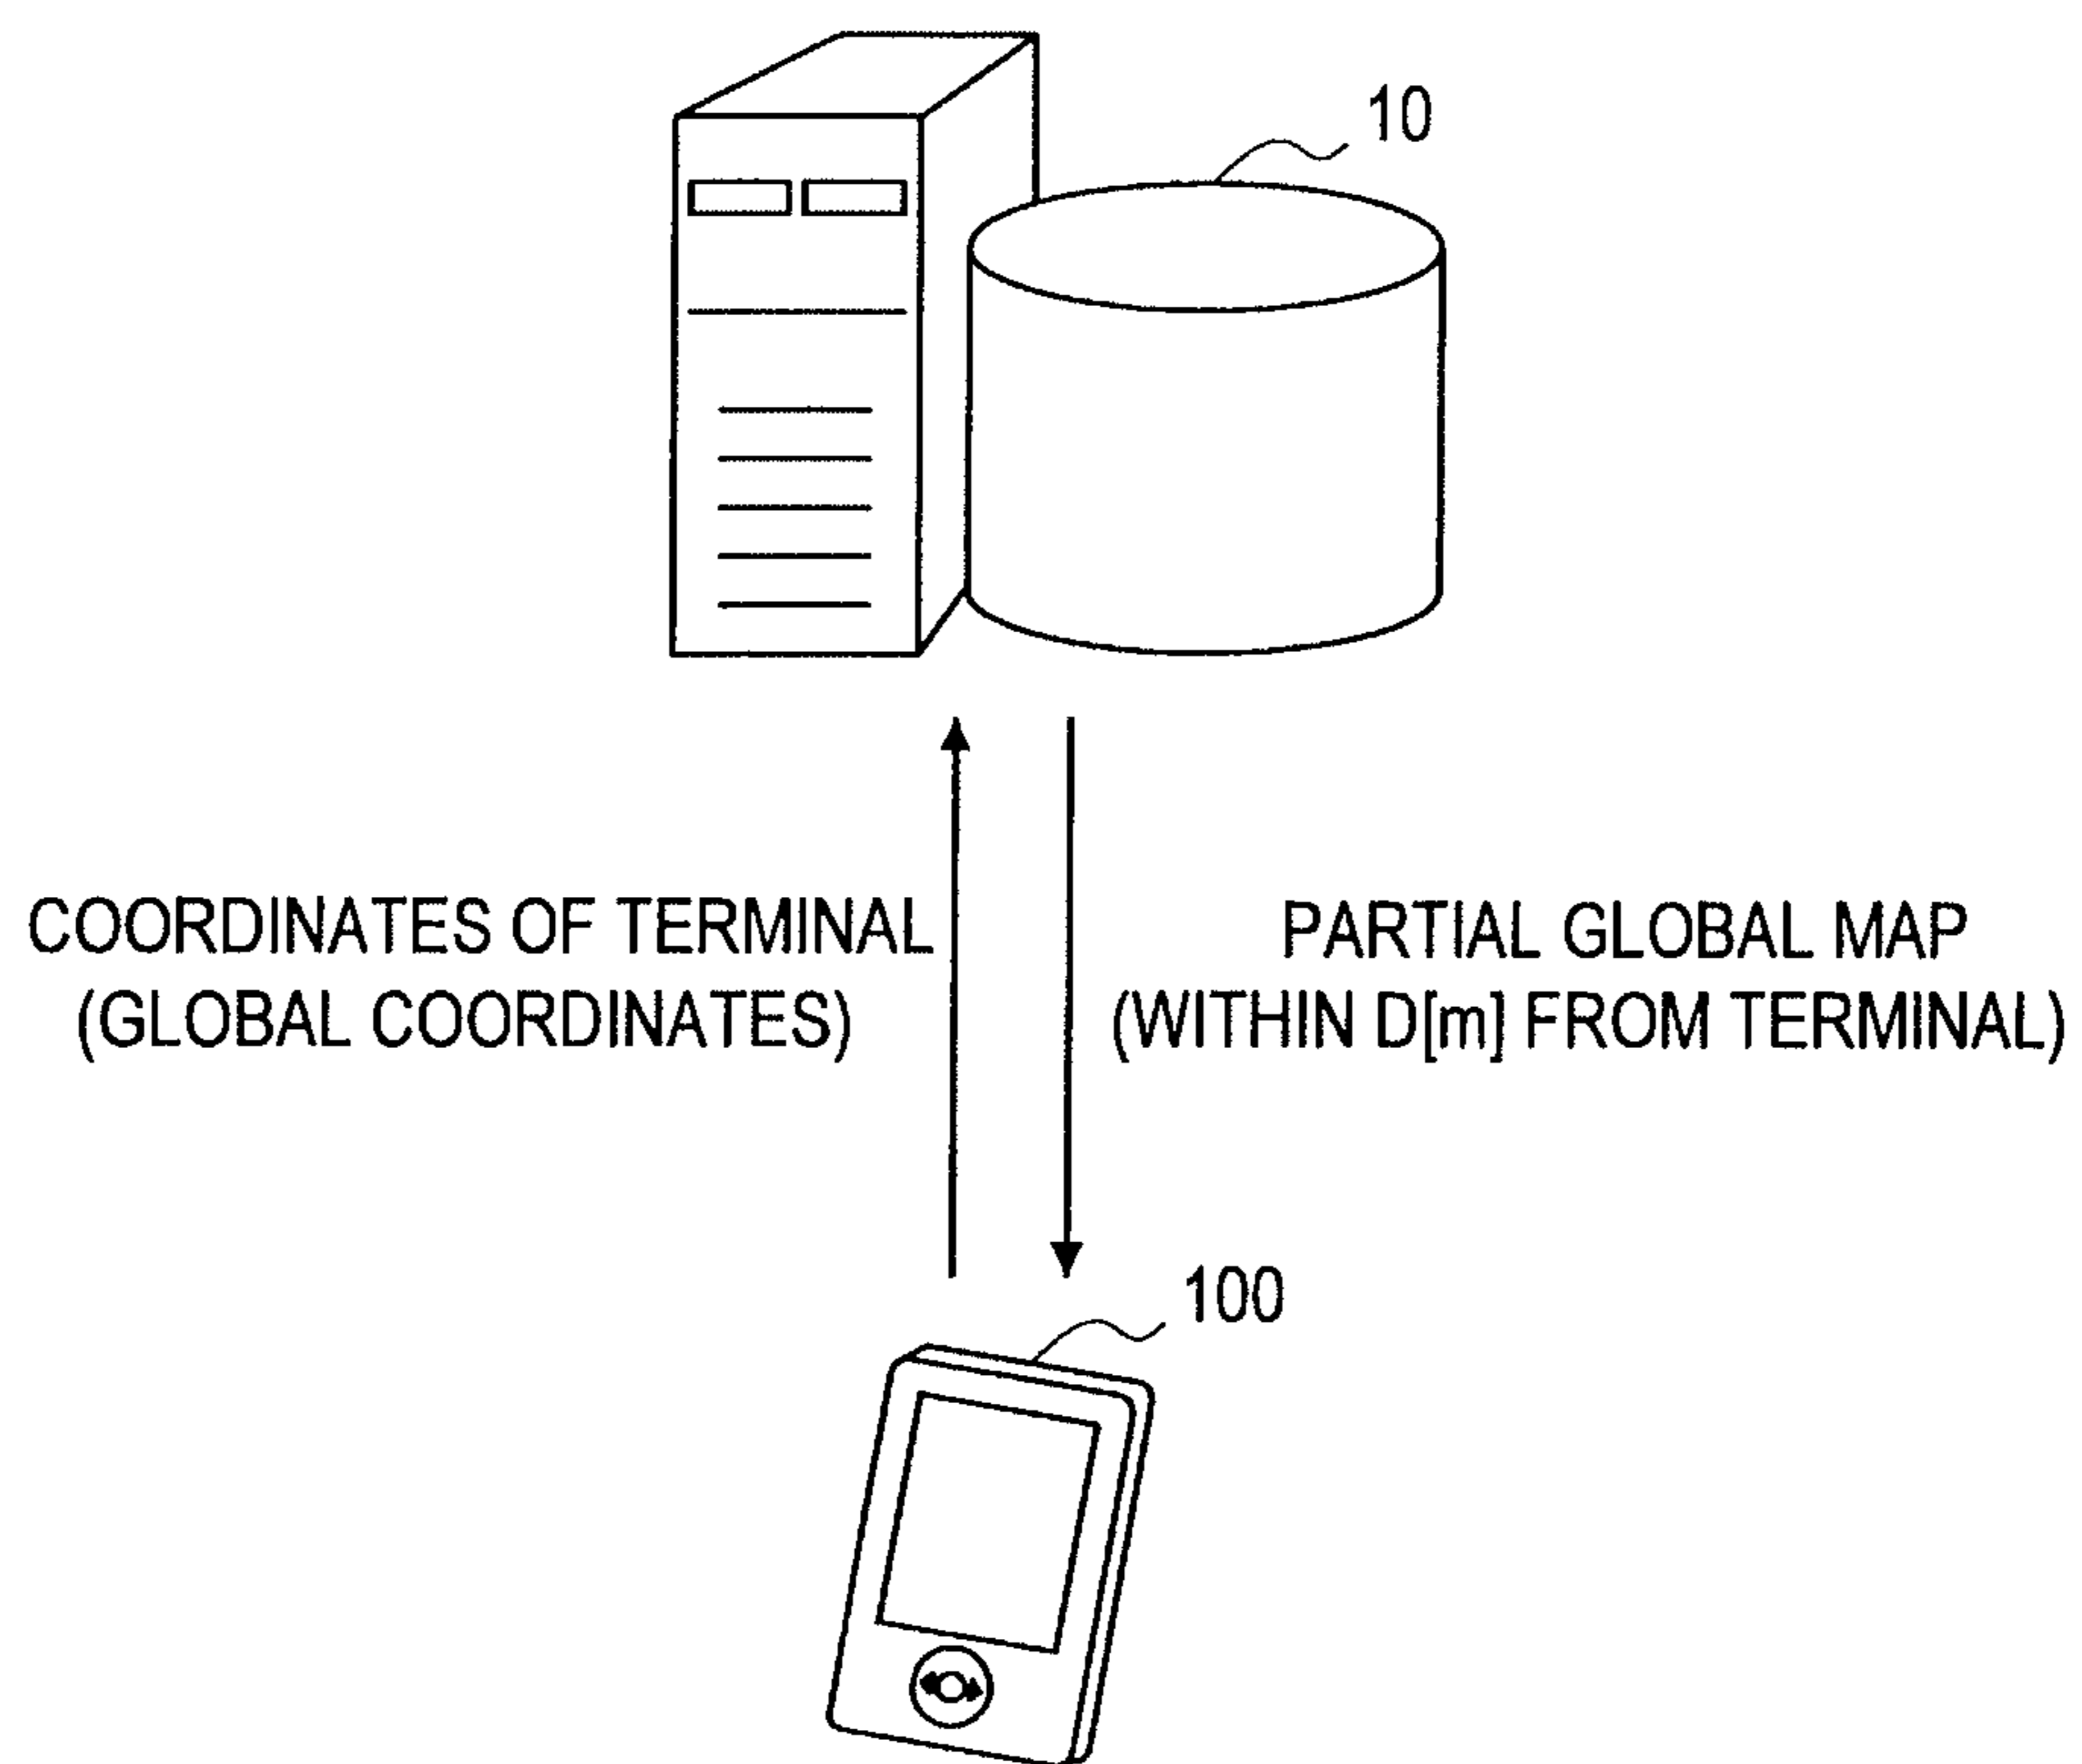 10
COORDINATES OF TERMINAL
(GLOBAL COORDINATES)
PARTIAL GLOBAL MAP
(WITHIN D[m] FROM TERMINAL)
100